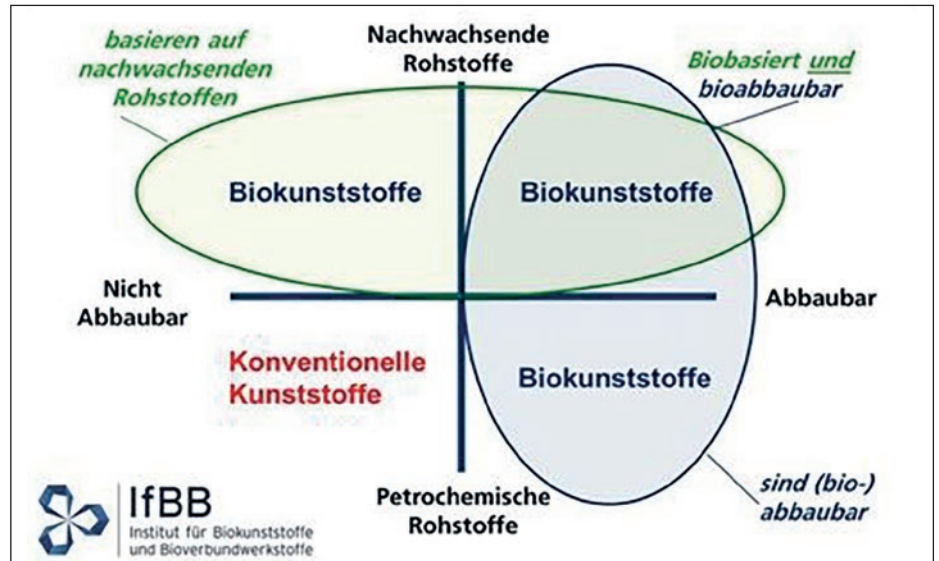 basieren auf
nachwachsenden
Rohstoffen
Nachwachsende
Rohstoffe
Biobasiert und
bioabbaubar
Biokunststoffe
Biokunststoffe
Nicht
Abbaubar
Abbaubar
Konventionelle
Kunststoffe
Biokunststoffe
Petrochemische
Rohstoffe
sind (bio-)
abbaubar
IfBB
Institut für Biokunststoffe
und Bioverbundwerkstoffe